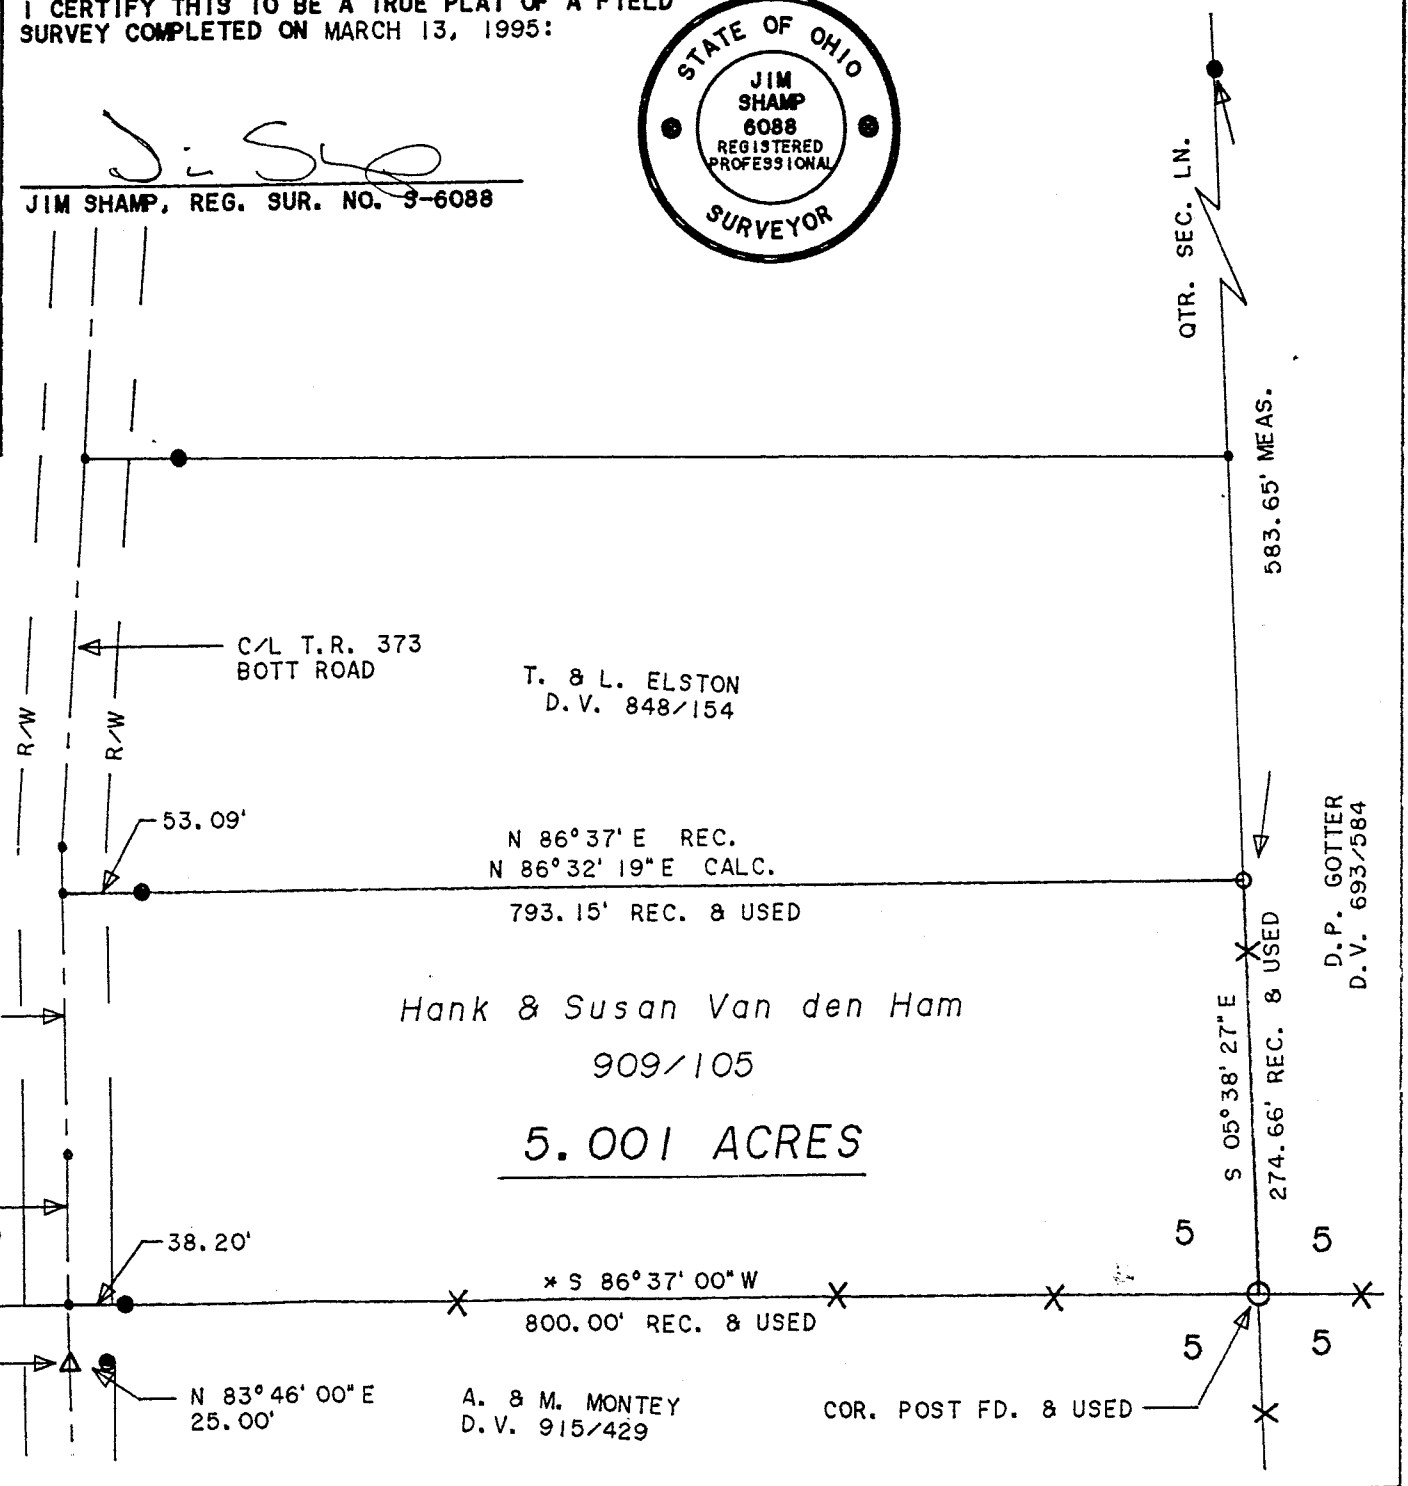 I CERTIFY THIS TO BE A TRUE PLAT OF A FIELD
SURVEY COMPLETED ON MARCH 13, 1995:
JIM SHAMP, REG. SUR. NO. S-6088
STATE OF OHIO
JIM
SHAMP
6088
REGISTERED
PROFESSIONAL
SURVEYOR
QTR. SEC. LN.
583.65' MEAS.
C/L T.R. 373
BOTT ROAD
T. & L. ELSTON
D.V. 848/154
R/W
R/W
53.09'
N 86°37' E REC.
N 86°32' 19" E CALC.
793.15' REC. & USED
D.P. GOTTER
D.V. 693/584
Hank & Susan Van den Ham
909/105
5.001 ACRES
S 05°38' 27" E
274.66' REC. & USED
38.20'
* S 86°37' 00" W
800.00' REC. & USED
5
5
5
5
N 83°46' 00" E
25.00'
A. & M. MONTEY
D.V. 915/429
COR. POST FD. & USED